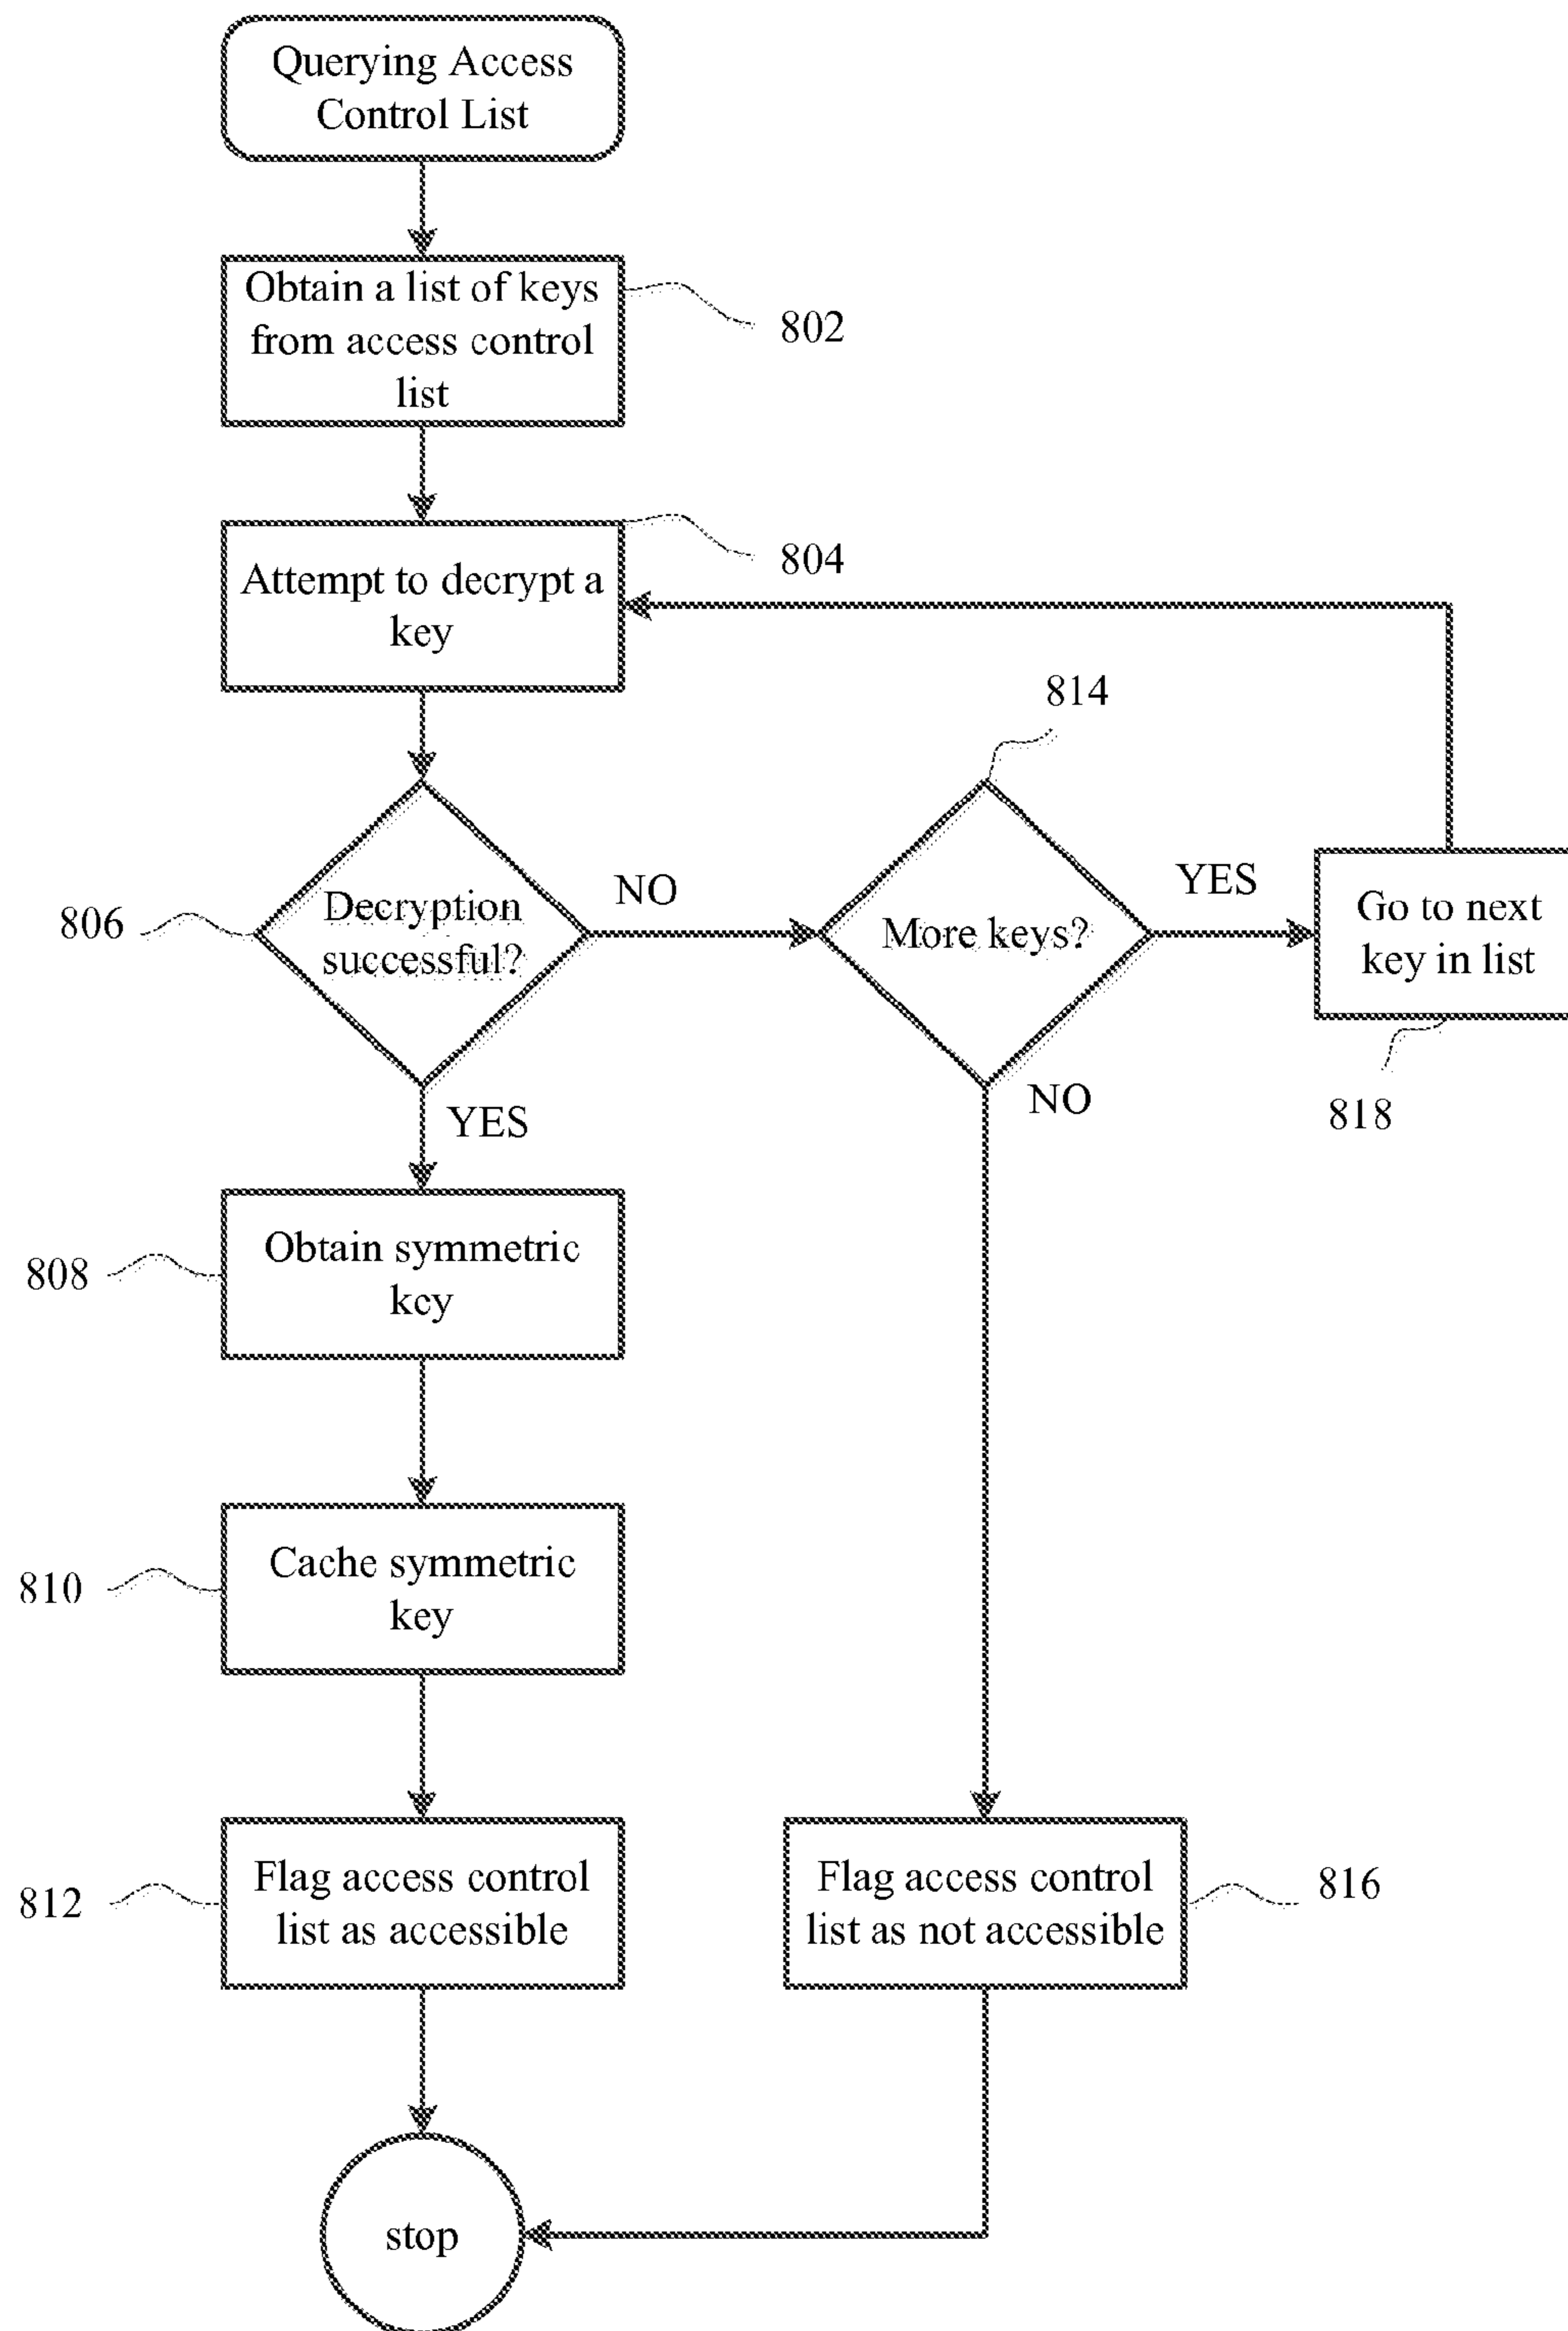 Querying Access
Control List
Obtain a list of keys
from access control
list
802
Attempt to decrypt a
key
804
814
806
Decryption
successful?
NO
More keys?
YES
Go to next
key in list
818
YES
NO
808
Obtain symmetric
key
810
Cache symmetric
key
812
Flag access control
list as accessible
Flag access control
list as not accessible
816
stop